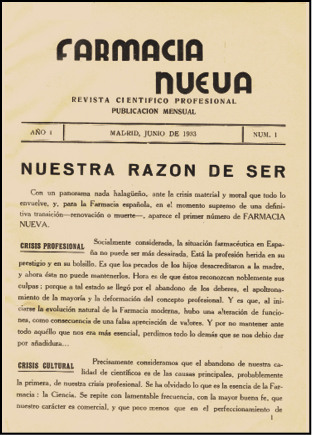 FARMACIA
NUEVA
REVISTA CIENTIFICO PROFESIONAL
PUBLICACION MENSUAL
AÑO 1 MADRID, JUNIO DE 1933 NUM. 1
NUESTRA RAZON DE SER
Con un panorama nada halagüeño, ante la crisis matrial y moral que todo lo
envuelve, y, para la Farmacia española, en el momento supremo de una defini-
tiva transición—renovación o muerte—, aparece el primer número de FARMACIA
NUEVA.
CRISIS PROFESIONAL Socialmente considerada, la situación farmacéutica en Espa-
ña no puede ser más desairada. Está la profesión herida en su
prestigio y en su bolsillo. Es que los pecados de los hijos desacreditaron a la madre,
y ahora ésta no puede mantenerlos. Hora es de que éstos reconozcan noblemente sus
culpas: porque a tal estado se llegó por el abandono de los deberes, el apoltrona-
miento de la mayoría y la deformación del concepto profesional. Y es que, al ini-
ciarse la evolución natural de la Farmacia moderna, hubo una alteración de funcio-
nes, como consecuencia de una falsa apreciación de valores. Y por no mantener ante
todo aquéllo que nos era más esencial, perdimos todo lo demás que se nos debía dar
por añadidura...
CRISIS CULTURAL Precisamente consideramos que el abandono de nuestra ca-
lidad de científicos es de las causas principales, probablemente
la primera, de nuestra crisis profesional. Se ha olvidado lo que es la esencia de la Far-
macia: la Ciencia. Se repite con lamentable frecuencia, con la mayor buena fe, que
nuestro carácter es comercial, y que poco menos que en el perfeccionamiento de
1